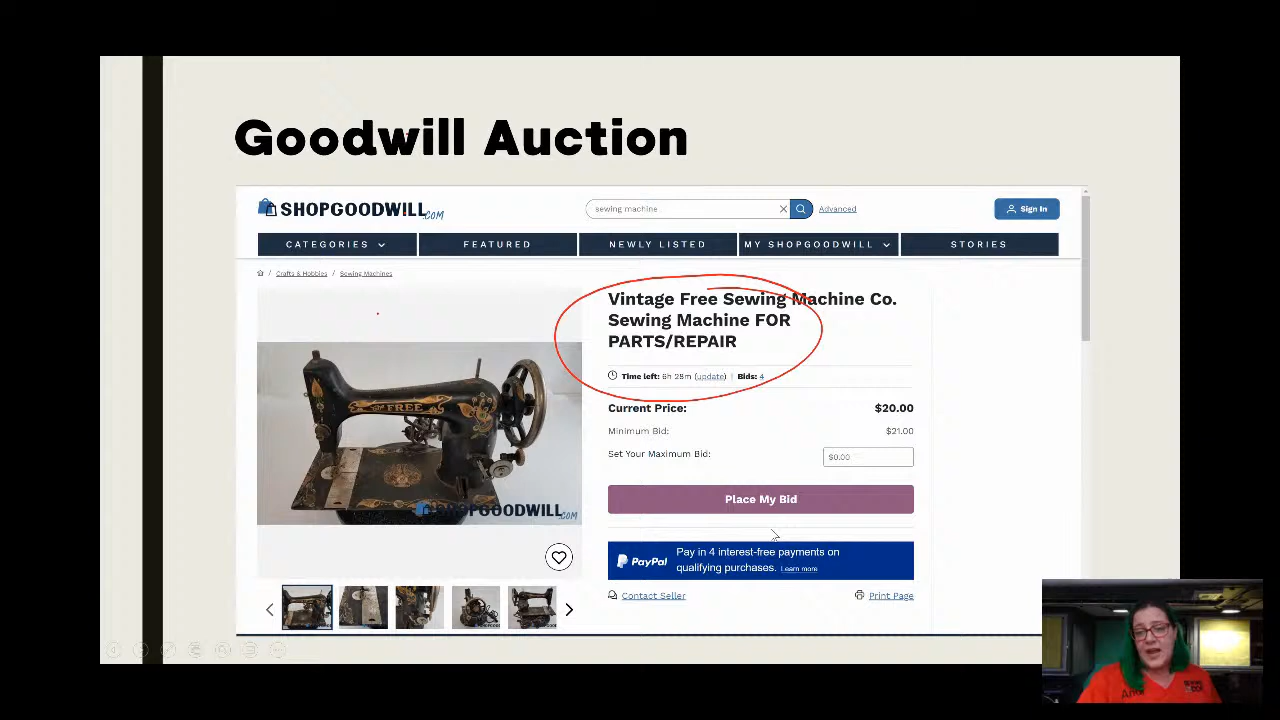 Goodwill Auction
SHOPGOODWILL.COM
sewing machine
Advanced
Sign In
CATEGORIES
FEATURED
NEWLY LISTED
MY SHOPGOODWILL
STORIES
/ Crafts & Hobbies / Sewing Machines
Vintage Free Sewing Machine Co.
Sewing Machine FOR
PARTS/REPAIR
Time left: 6h 28m (update) | Bids: 4
Current Price: $20.00
Minimum Bid: $21.00
Set Your Maximum Bid: $0.00
Place My Bid
THE FREE
SHOPGOODWILL.COM
PayPal
Pay in 4 interest-free payments on
qualifying purchases. Learn more
Contact Seller
Print Page